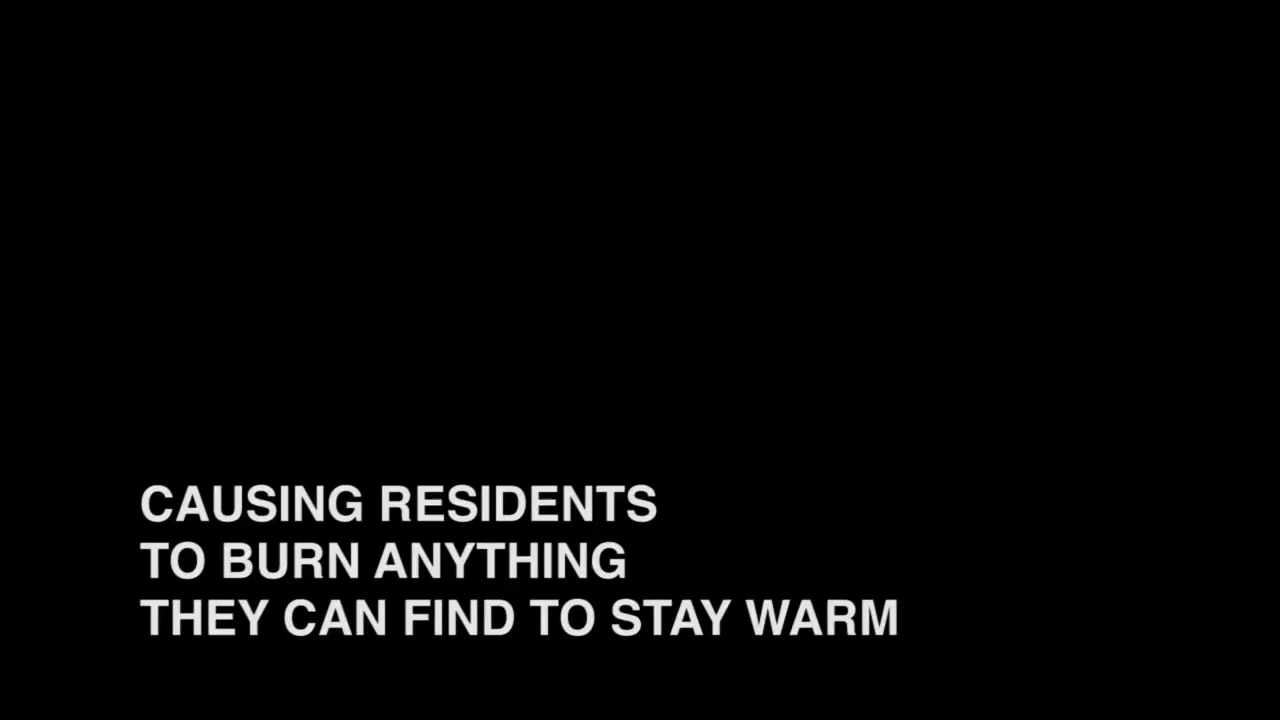 CAUSING RESIDENTS
TO BURN ANYTHING
THEY CAN FIND TO STAY WARM